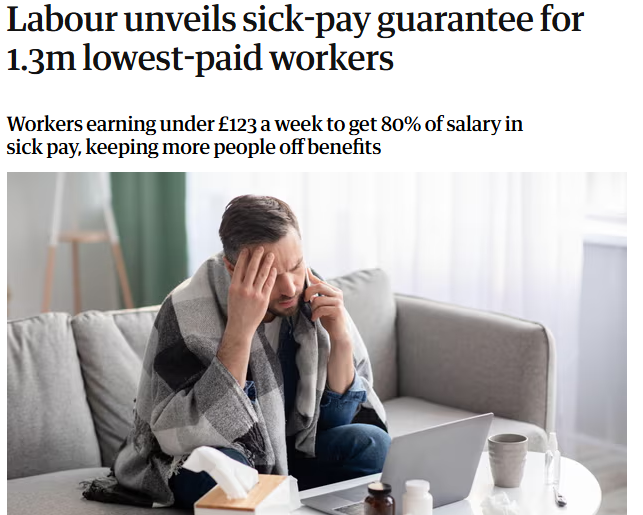 Labour unveils sick-pay guarantee for
1.3m lowest-paid workers
Workers earning under £123 a week to get 80% of salary in
sick pay, keeping more people off benefits